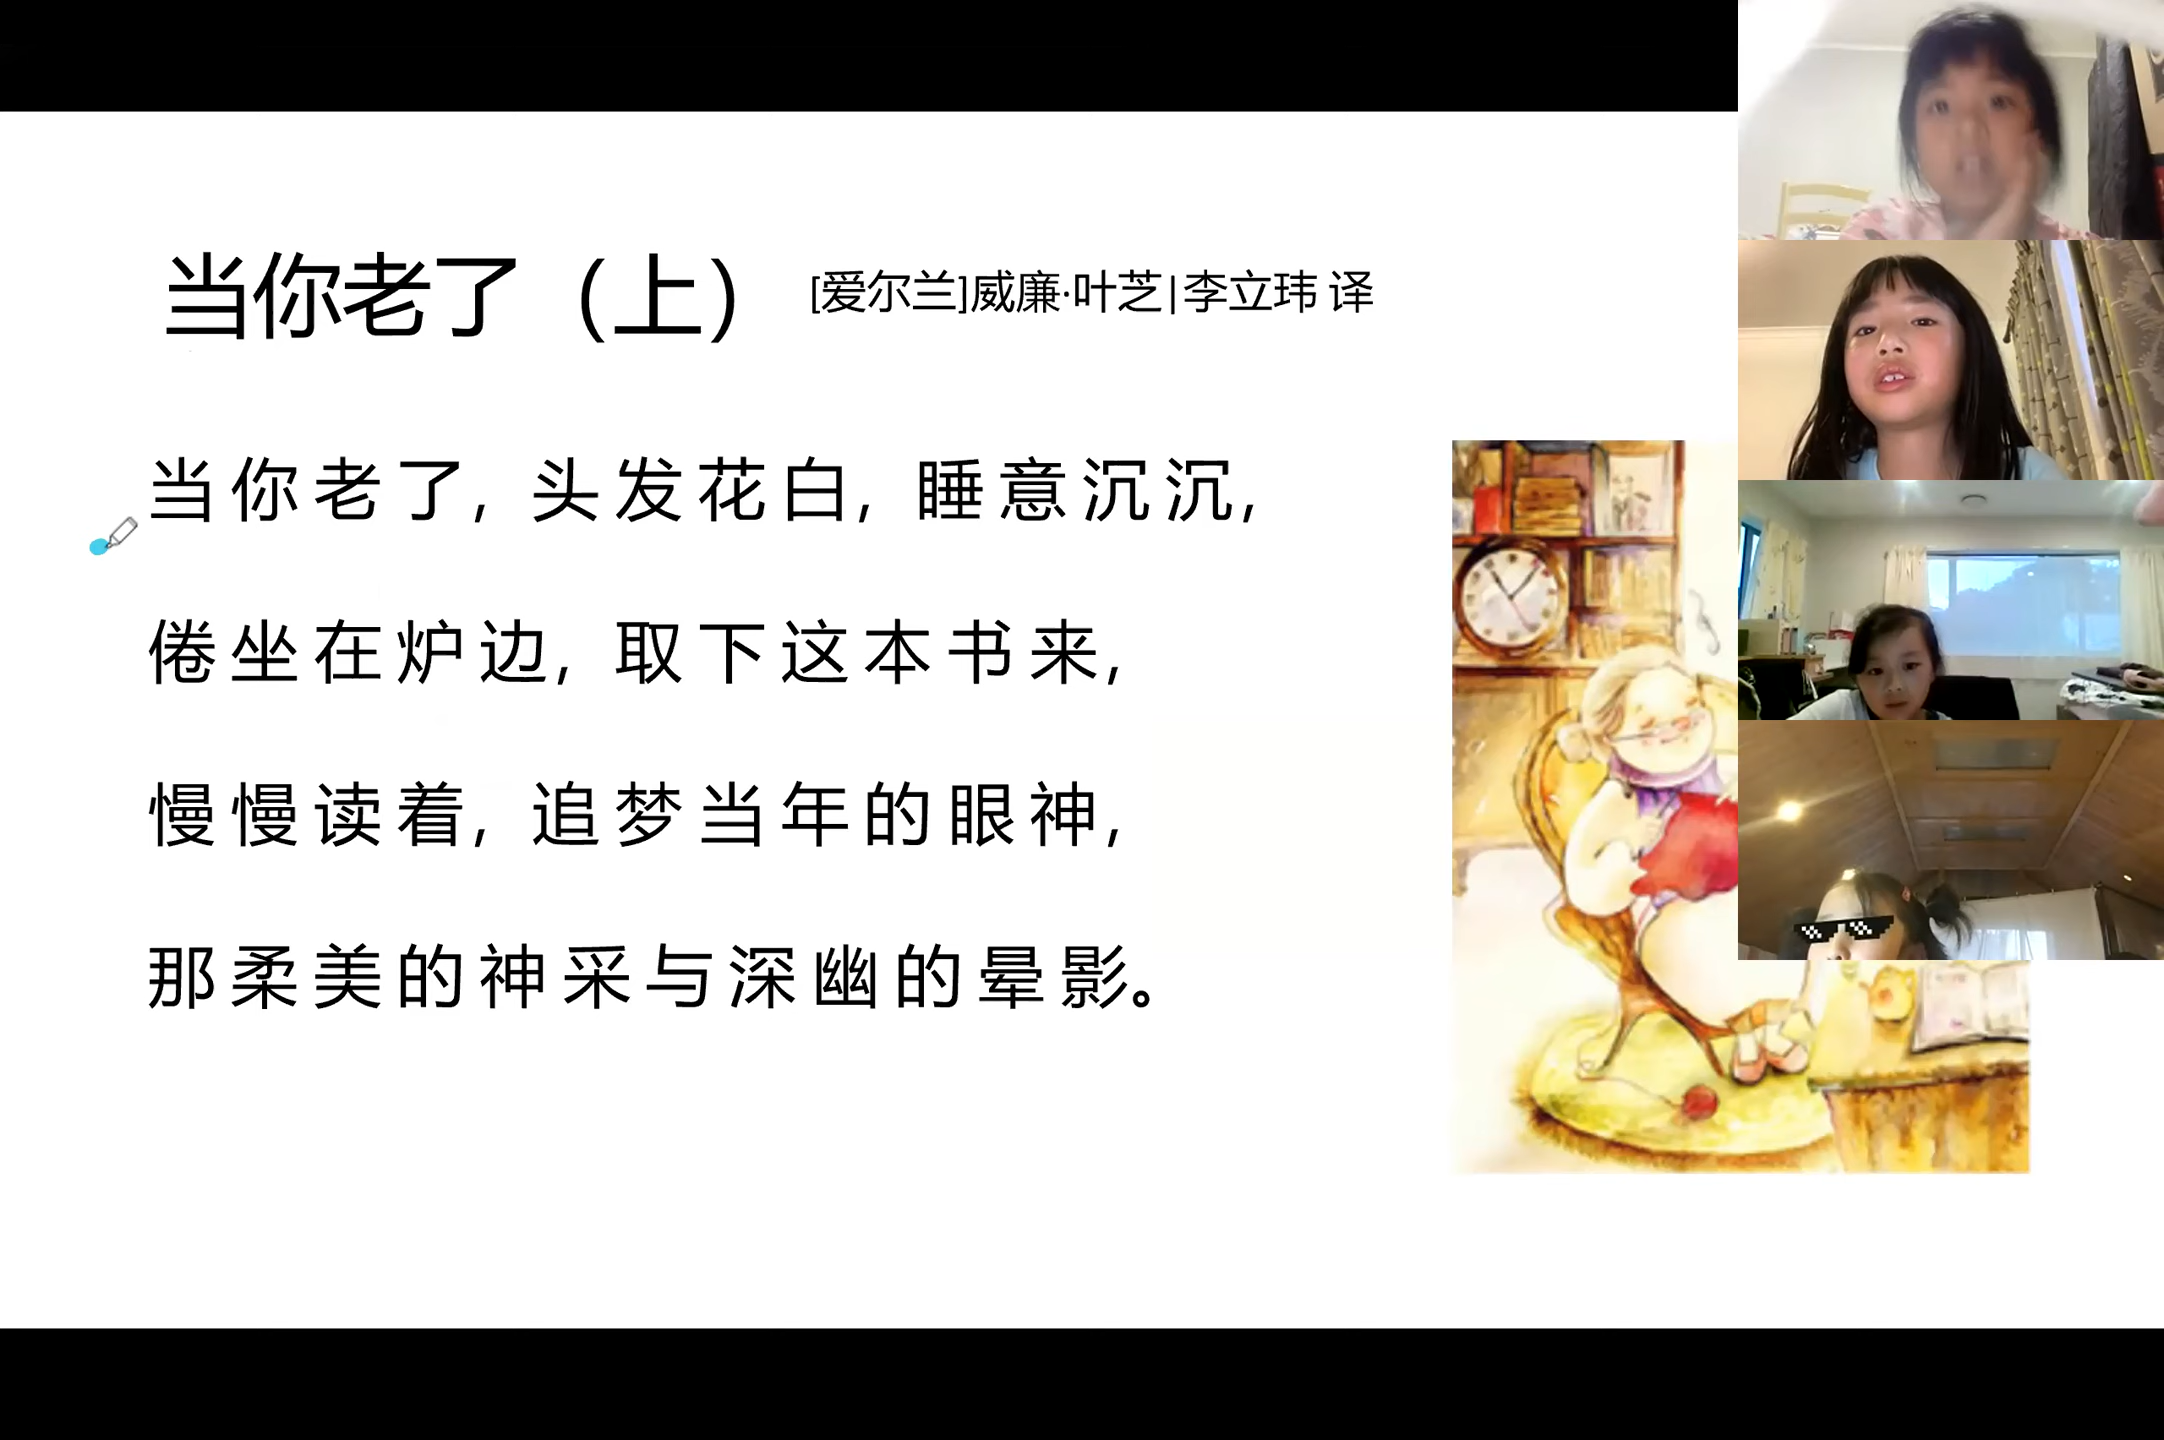 当你老了（上） [爱尔兰]威廉·叶芝|李立玮 译
当你老了, 头发花白, 睡意沉沉,
倦坐在炉边, 取下这本书来,
慢慢读着, 追梦当年的眼神,
那柔美的神采与深幽的晕影。